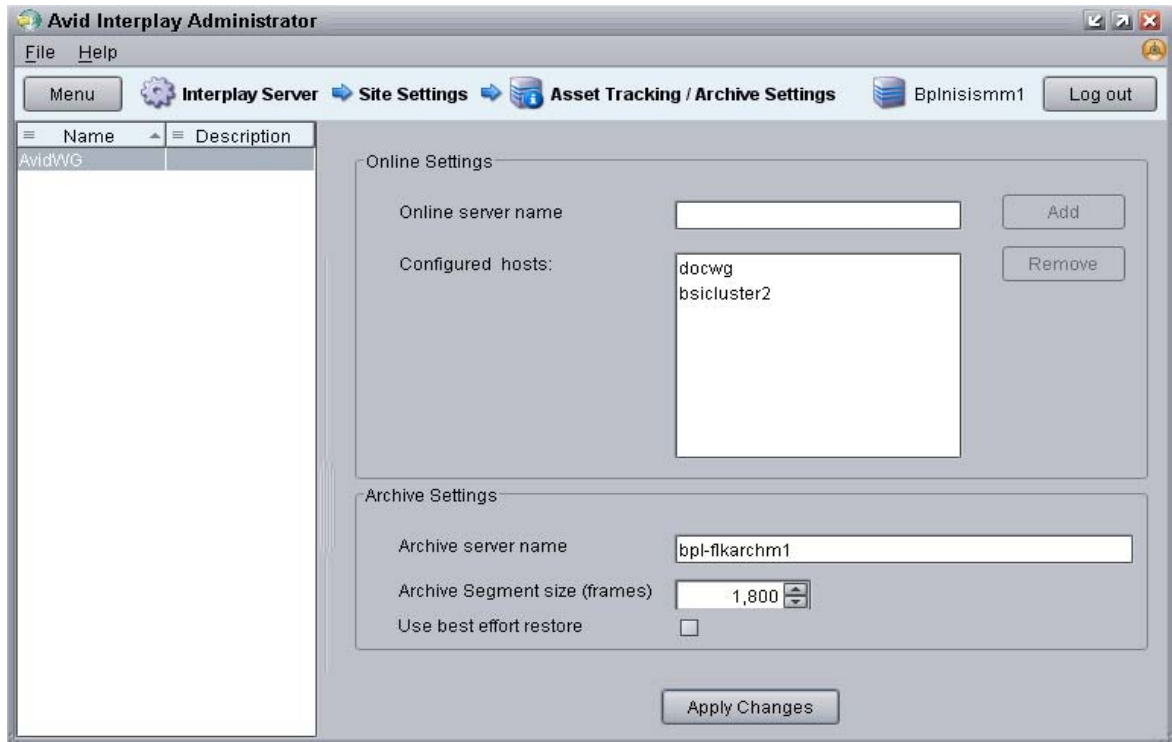 Avid Interplay Administrator
File Help
Menu Interplay Server Site Settings Asset Tracking / Archive Settings Bplnisismm1 Log out
Name Description
AvidWG
Online Settings
Online server name Add
Configured hosts: Remove
docwg
bsicluster2
Archive Settings
Archive server name bpl-flkarchm1
Archive Segment size (frames) 1,800
Use best effort restore
Apply Changes